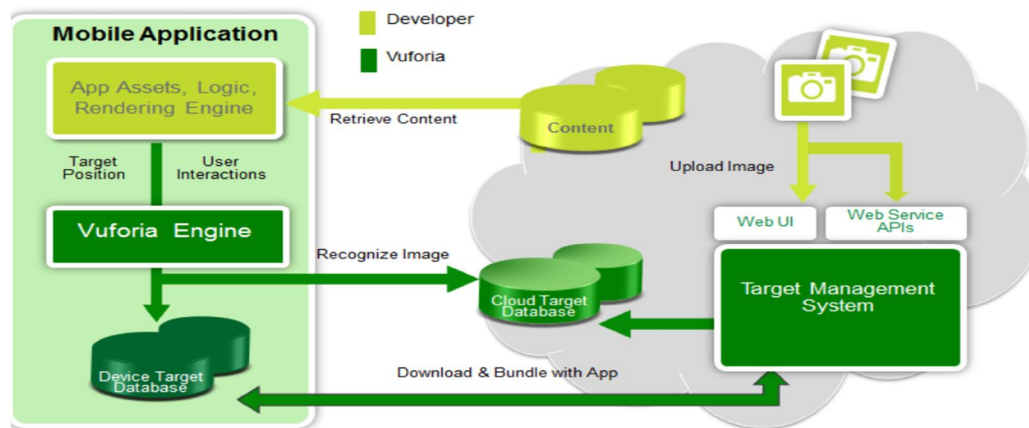 Mobile Application
Developer
Vuforia
App Assets, Logic,
Rendering Engine
Retrieve Content
Content
Target
Position
User
Interactions
Upload Image
Web UI
Web Service
APIs
Vuforia Engine
Recognize Image
Cloud Target
Database
Target Management
System
Device Target
Database
Download & Bundle with App